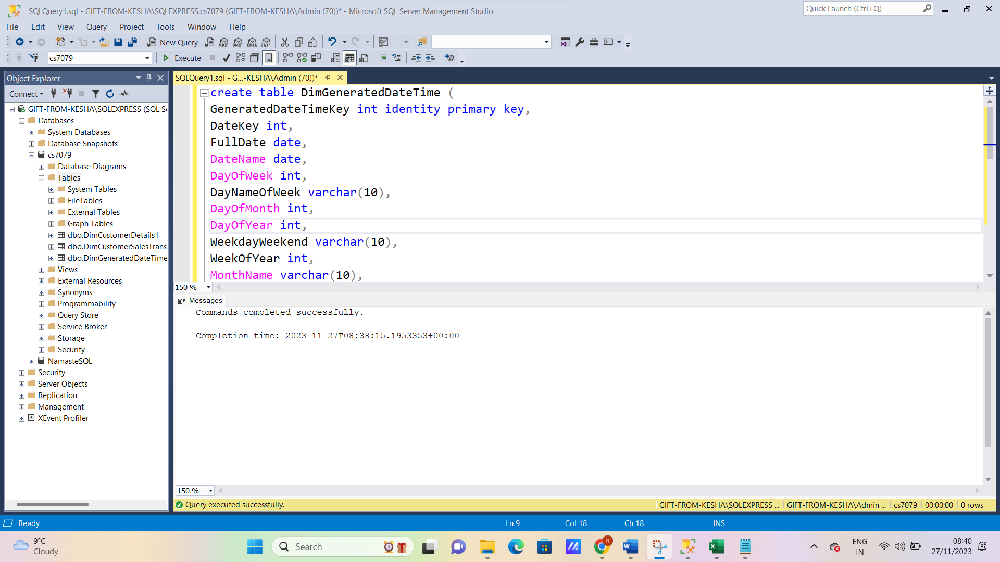 SQLQuery1.sql - GIFT-FROM-KESHA\SQLEXPRESS.cs7079 (GIFT-FROM-KESHA\Admin (70))* - Microsoft SQL Server Management Studio
Quick Launch (Ctrl+Q)
File Edit View Query Project Tools Window Help
New Query MDX DMX XMLA DAX
cs7079 Execute
Object Explorer
Connect
GIFT-FROM-KESHA\SQLEXPRESS (SQL Se
Databases
System Databases
Database Snapshots
cs7079
Database Diagrams
Tables
System Tables
FileTables
External Tables
Graph Tables
dbo.DimCustomerDetails1
dbo.DimCustomerSalesTrans
dbo.DimGeneratedDateTime
Views
External Resources
Synonyms
Programmability
Query Store
Service Broker
Storage
Security
NamasteSQL
Security
Server Objects
Replication
Management
XEvent Profiler
SQLQuery1.sql - G...-KESHA\Admin (70))*
create table DimGeneratedDateTime (
GeneratedDateTimeKey int identity primary key,
DateKey int,
FullDate date,
DateName date,
DayOfWeek int,
DayNameOfWeek varchar(10),
DayOfMonth int,
DayOfYear int,
WeekdayWeekend varchar(10),
WeekOfYear int,
MonthName varchar(10),
150 %
Messages
Commands completed successfully.
Completion time: 2023-11-27T08:38:15.1953353+00:00
150 %
Query executed successfully. GIFT-FROM-KESHA\SQLEXPRESS ... GIFT-FROM-KESHA\Admin ... cs7079 00:00:00 0 rows
Ready Ln 9 Col 18 Ch 18 INS
9°C
Cloudy
Search
R
ENG
IN
08:40
27/11/2023